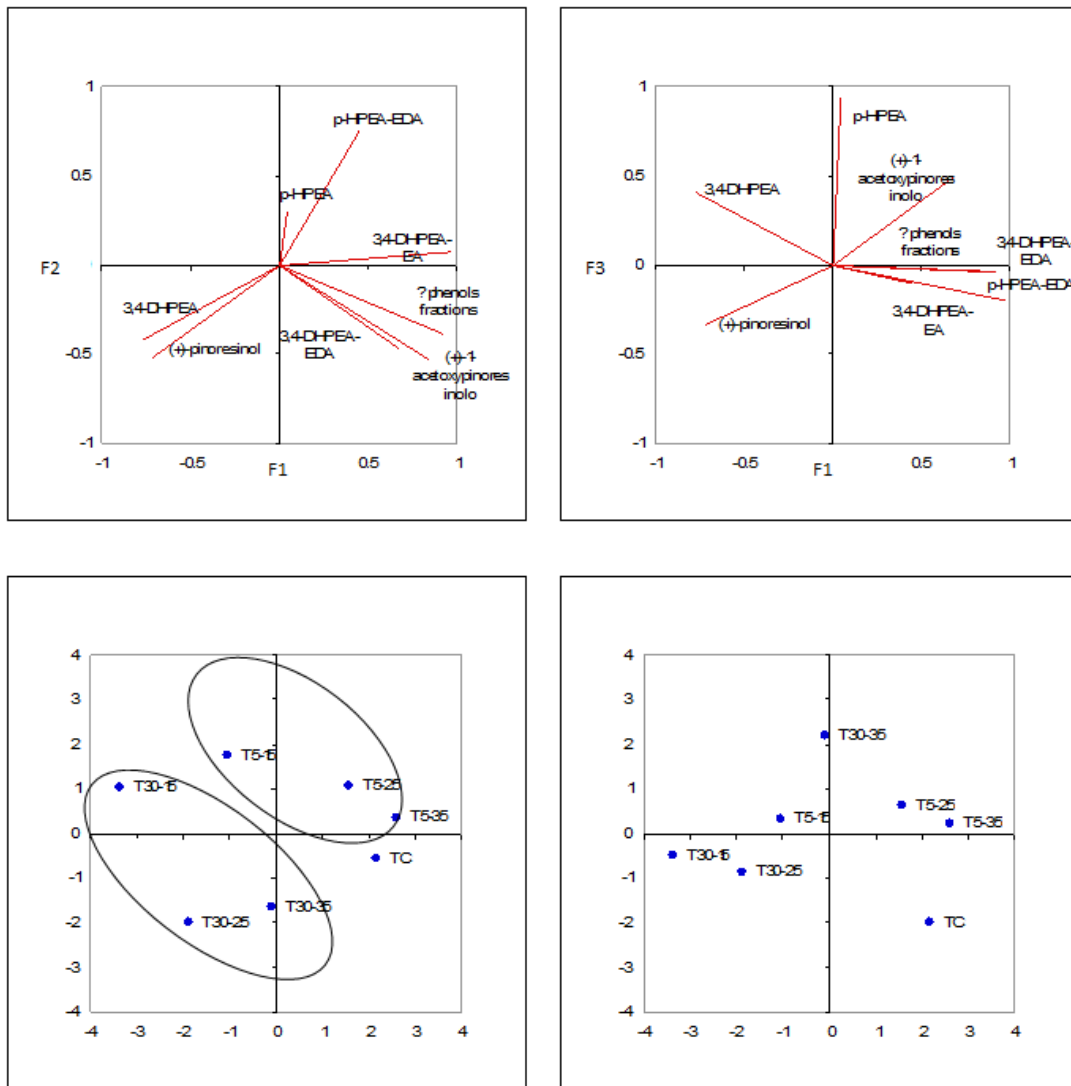 1
p-HPEA-EDA
0.5
p-HPEA
3,4-DHPEA-
EA
F2
0
3,4-DHPEA
? phenols
fractions
(+)-pinoresinol
3,4-DHPEA-
EDA
-0.5
(+)-1-
acetoxypinores
inolo
-1
-1
-0.5
0
0.5
1
F1
1
p-HPEA
(+)-1-
acetoxypinores
inolo
0.5
3,4-DHPEA
? phenols
fractions
3,4-DHPEA-
EDA
F3
0
p-HPEA-EDA
3,4-DHPEA-
EA
(+)-pinoresinol
-0.5
-1
-1
-0.5
0
0.5
1
F1
4
3
2
T5-15
T30-15
1
T5-25
T5-35
0
TC
-1
T30-35
-2
T30-25
-3
-4
-4 -3 -2 -1 0 1 2 3 4
4
3
2
T30-35
1
T5-15
T5-25
T5-35
0
T30-15
-1
T30-25
-2
TC
-3
-4
-4 -3 -2 -1 0 1 2 3 4